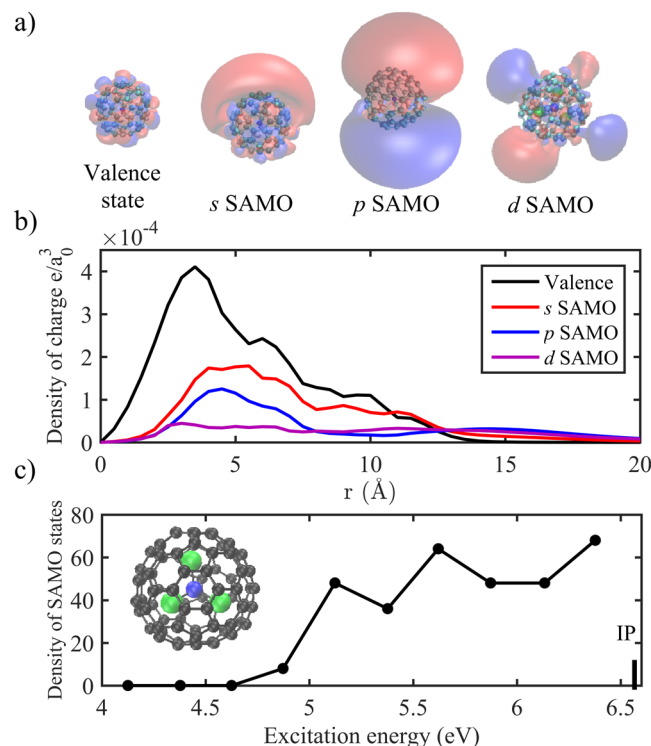 a)
Valence
state
s SAMO
p SAMO
d SAMO
b)
×10⁻⁴
Density of charge e/a₀³
4
2
0
Valence
s SAMO
p SAMO
d SAMO
0 5 10 15 20
r (Å)
c)
Density of SAMO states
80
60
40
20
0
IP
4 4.5 5 5.5 6 6.5
Excitation energy (eV)